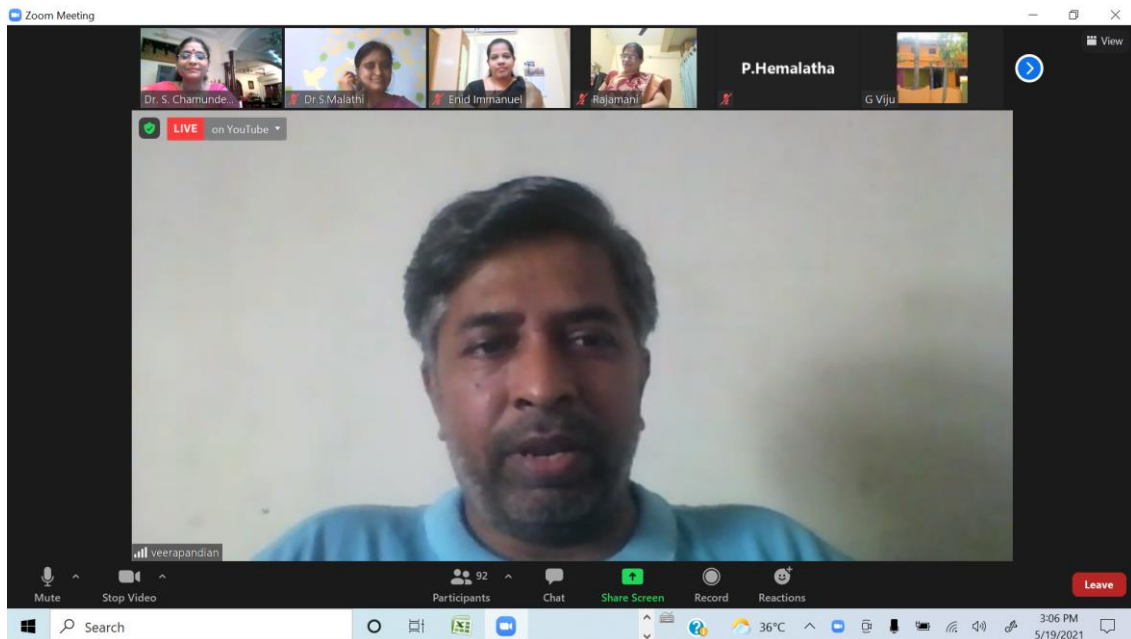 Zoom Meeting
View
Dr. S. Chamunde...
Dr.S.Malathi
Enid Immanuel
Rajamani
P.Hemalatha
G Viju
LIVE on YouTube
veerapandian
Mute
Stop Video
92
Participants
Chat
Share Screen
Record
Reactions
Leave
Search
36°C
3:06 PM
5/19/2021